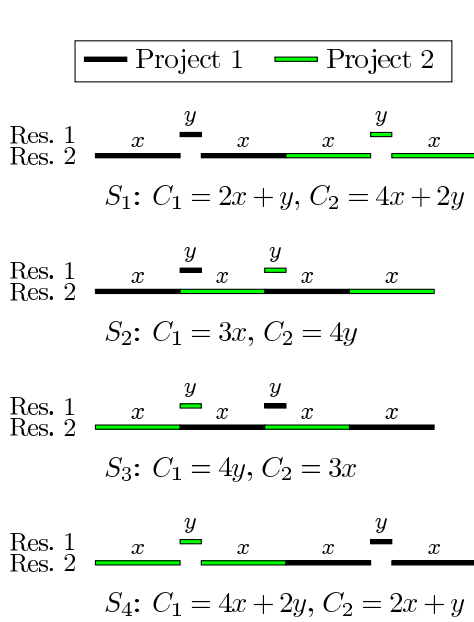 Project 1 Project 2
y y
Res. 1
x x x x
Res. 2
S₁: C₁ = 2x + y, C₂ = 4x + 2y
y y
Res. 1
x x x x
Res. 2
S₂: C₁ = 3x, C₂ = 4y
y y
Res. 1
x x x x
Res. 2
S₃: C₁ = 4y, C₂ = 3x
y y
Res. 1
x x x x
Res. 2
S₄: C₁ = 4x + 2y, C₂ = 2x + y